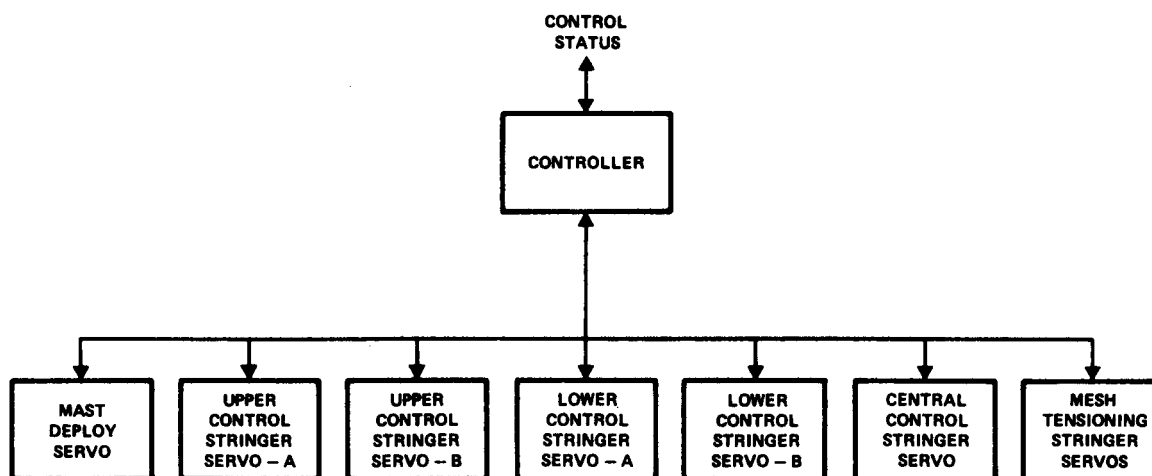 CONTROL
STATUS
CONTROLLER
MAST
DEPLOY
SERVO
UPPER
CONTROL
STRINGER
SERVO – A
UPPER
CONTROL
STRINGER
SERVO – B
LOWER
CONTROL
STRINGER
SERVO – A
LOWER
CONTROL
STRINGER
SERVO – B
CENTRAL
CONTROL
STRINGER
SERVO
MESH
TENSIONING
STRINGER
SERVOS